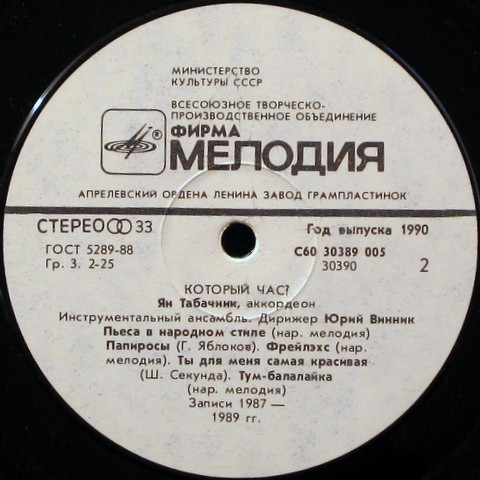 МИНИСТЕРСТВО
КУЛЬТУРЫ СССР
ВСЕСОЮЗНОЕ ТВОРЧЕСКО-
ПРОИЗВОДСТВЕННОЕ ОБЪЕДИНЕНИЕ
ФИРМА
® МЕЛОДИЯ
АПРЕЛЕВСКИЙ ОРДЕНА ЛЕНИНА ЗАВОД ГРАМПЛАСТИНОК
СТЕРЕО 33 Год выпуска 1990
ГОСТ 5289-88 С60 30389 005
Гр. 3. 2-25 30390 2
КОТОРЫЙ ЧАС?
Ян Табачник, аккордеон
Инструментальный ансамбль. Дирижер Юрий Винник
Пьеса в народном стиле (нар. мелодия)
Папиросы (Г. Яблоков). Фрейлэхс (нар.
мелодия). Ты для меня самая красивая
(Ш. Секунда). Тум-балалайка
(нар. мелодия)
Записи 1987 —
1989 гг.